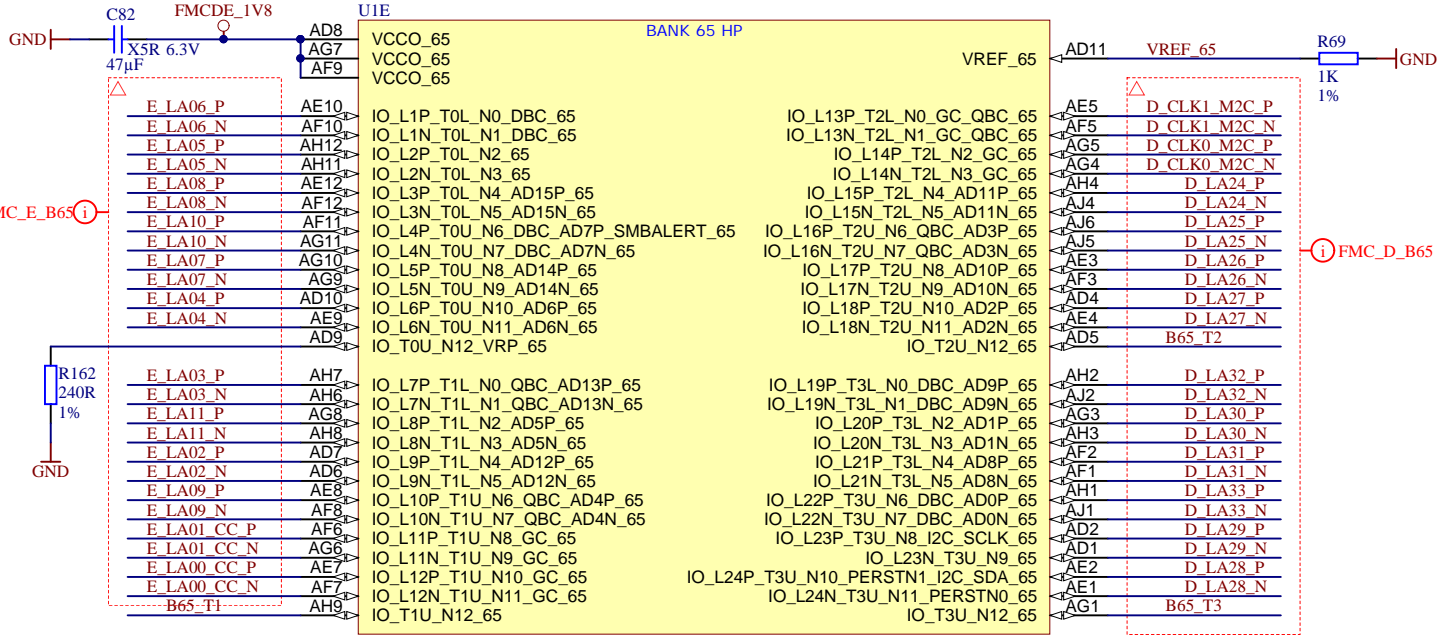 C82
FMCDE_1V8
U1E
GND
X5R 6.3V
47µF
BANK 65 HP
AD8 VCCO_65
AG7 VCCO_65
AF9 VCCO_65
VREF_65 AD11 VREF_65
R69
1K
1%
GND
E_LA06_P AE10 IO_L1P_T0L_N0_DBC_65
E_LA06_N AF10 IO_L1N_T0L_N1_DBC_65
E_LA05_P AH12 IO_L2P_T0L_N2_65
E_LA05_N AH11 IO_L2N_T0L_N3_65
E_LA08_P AE12 IO_L3P_T0L_N4_AD15P_65
E_LA08_N AF12 IO_L3N_T0L_N5_AD15N_65
E_LA10_P AF11 IO_L4P_T0U_N6_DBC_AD7P_SMBALERT_65
E_LA10_N AG11 IO_L4N_T0U_N7_DBC_AD7N_65
E_LA07_P AG10 IO_L5P_T0U_N8_AD14P_65
E_LA07_N AG9 IO_L5N_T0U_N9_AD14N_65
E_LA04_P AD10 IO_L6P_T0U_N10_AD6P_65
E_LA04_N AE9 IO_L6N_T0U_N11_AD6N_65
AD9 IO_T0U_N12_VRP_65
MC_E_B65 i
R162
240R
1%
GND
E_LA03_P AH7 IO_L7P_T1L_N0_QBC_AD13P_65
E_LA03_N AH6 IO_L7N_T1L_N1_QBC_AD13N_65
E_LA11_P AG8 IO_L8P_T1L_N2_AD5P_65
E_LA11_N AH8 IO_L8N_T1L_N3_AD5N_65
E_LA02_P AD7 IO_L9P_T1L_N4_AD12P_65
E_LA02_N AD6 IO_L9N_T1L_N5_AD12N_65
E_LA09_P AE8 IO_L10P_T1U_N6_QBC_AD4P_65
E_LA09_N AF8 IO_L10N_T1U_N7_QBC_AD4N_65
E_LA01_CC_P AF6 IO_L11P_T1U_N8_GC_65
E_LA01_CC_N AG6 IO_L11N_T1U_N9_GC_65
E_LA00_CC_P AE7 IO_L12P_T1U_N10_GC_65
E_LA00_CC_N AF7 IO_L12N_T1U_N11_GC_65
B65_T1 AH9 IO_T1U_N12_65
IO_L13P_T2L_N0_GC_QBC_65 AE5 D_CLK1_M2C_P
IO_L13N_T2L_N1_GC_QBC_65 AF5 D_CLK1_M2C_N
IO_L14P_T2L_N2_GC_65 AG5 D_CLK0_M2C_P
IO_L14N_T2L_N3_GC_65 AG4 D_CLK0_M2C_N
IO_L15P_T2L_N4_AD11P_65 AH4 D_LA24_P
IO_L15N_T2L_N5_AD11N_65 AJ4 D_LA24_N
IO_L16P_T2U_N6_QBC_AD3P_65 AJ6 D_LA25_P
IO_L16N_T2U_N7_QBC_AD3N_65 AJ5 D_LA25_N
IO_L17P_T2U_N8_AD10P_65 AE3 D_LA26_P
IO_L17N_T2U_N9_AD10N_65 AF3 D_LA26_N
IO_L18P_T2U_N10_AD2P_65 AD4 D_LA27_P
IO_L18N_T2U_N11_AD2N_65 AE4 D_LA27_N
IO_T2U_N12_65 AD5 B65_T2
i FMC_D_B65
IO_L19P_T3L_N0_DBC_AD9P_65 AH2 D_LA32_P
IO_L19N_T3L_N1_DBC_AD9N_65 AJ2 D_LA32_N
IO_L20P_T3L_N2_AD1P_65 AG3 D_LA30_P
IO_L20N_T3L_N3_AD1N_65 AH3 D_LA30_N
IO_L21P_T3L_N4_AD8P_65 AF2 D_LA31_P
IO_L21N_T3L_N5_AD8N_65 AF1 D_LA31_N
IO_L22P_T3U_N6_DBC_AD0P_65 AH1 D_LA33_P
IO_L22N_T3U_N7_DBC_AD0N_65 AJ1 D_LA33_N
IO_L23P_T3U_N8_I2C_SCLK_65 AD2 D_LA29_P
IO_L23N_T3U_N9_65 AD1 D_LA29_N
IO_L24P_T3U_N10_PERSTN1_I2C_SDA_65 AE2 D_LA28_P
IO_L24N_T3U_N11_PERSTN0_65 AE1 D_LA28_N
IO_T3U_N12_65 AG1 B65_T3